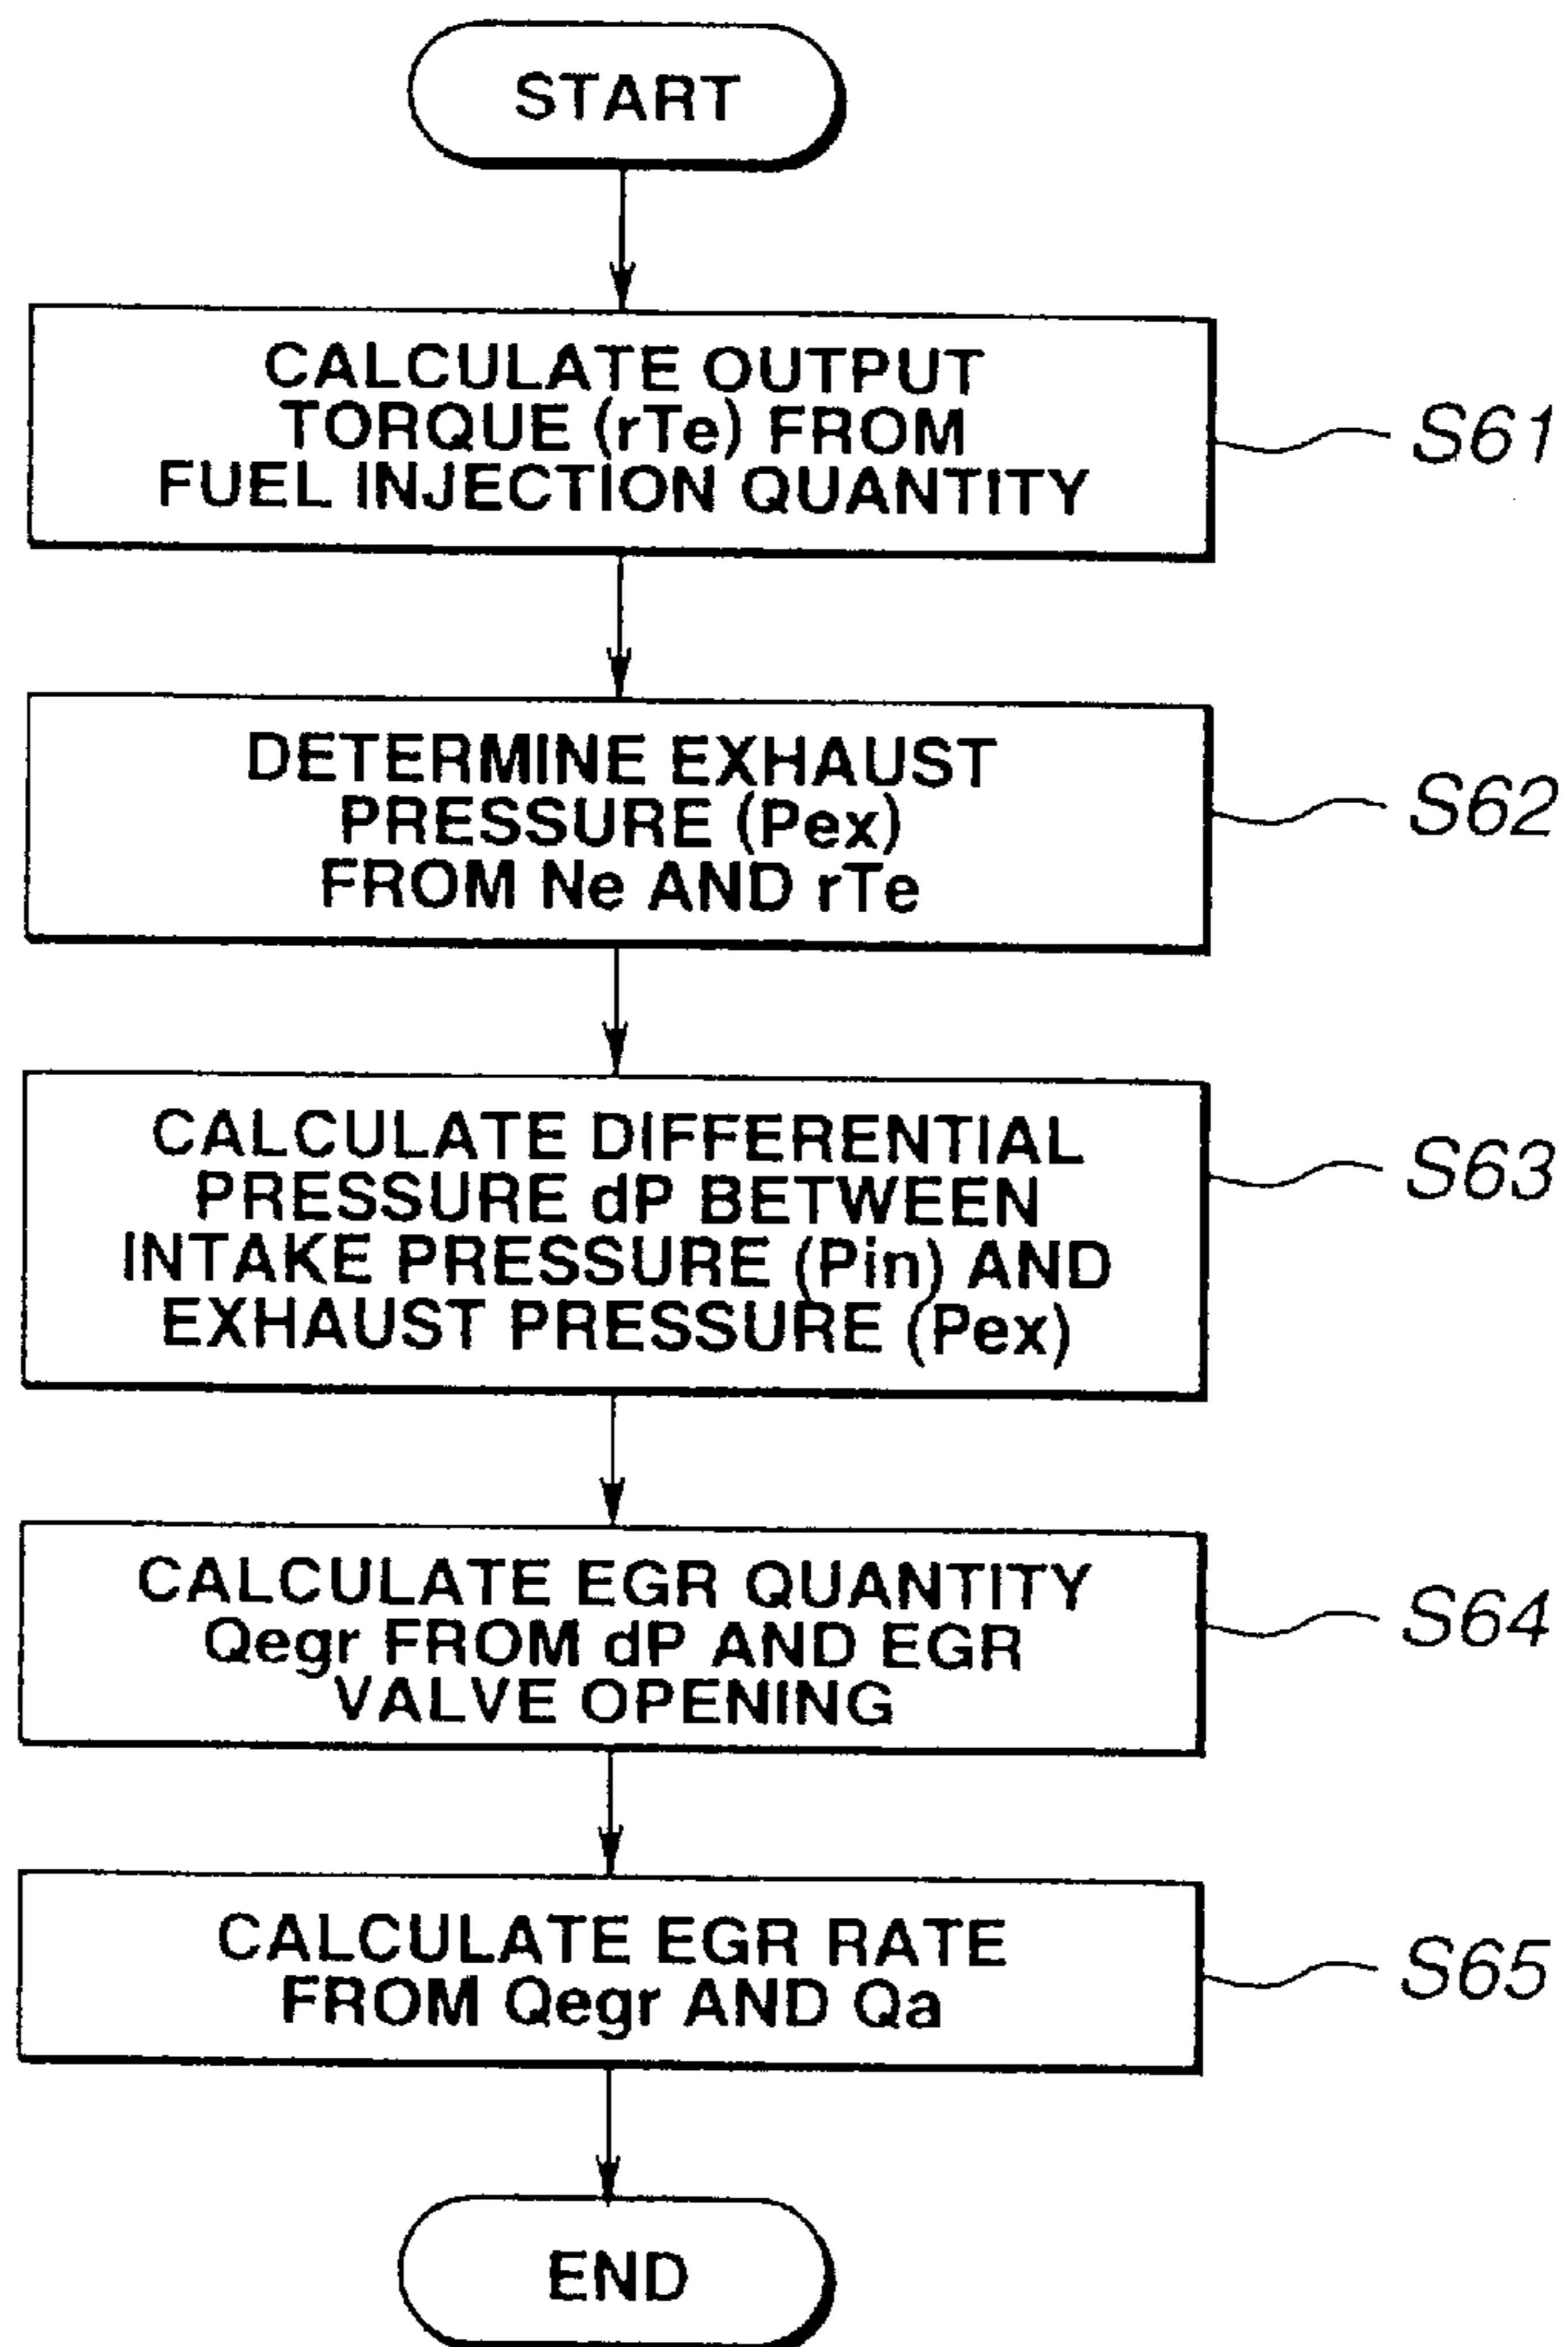 START
CALCULATE OUTPUT
TORQUE (rTe) FROM
FUEL INJECTION QUANTITY
S61
DETERMINE EXHAUST
PRESSURE (Pex)
FROM Ne AND rTe
S62
CALCULATE DIFFERENTIAL
PRESSURE dP BETWEEN
INTAKE PRESSURE (Pin) AND
EXHAUST PRESSURE (Pex)
S63
CALCULATE EGR QUANTITY
Qegr FROM dP AND EGR
VALVE OPENING
S64
CALCULATE EGR RATE
FROM Qegr AND Qa
S65
END